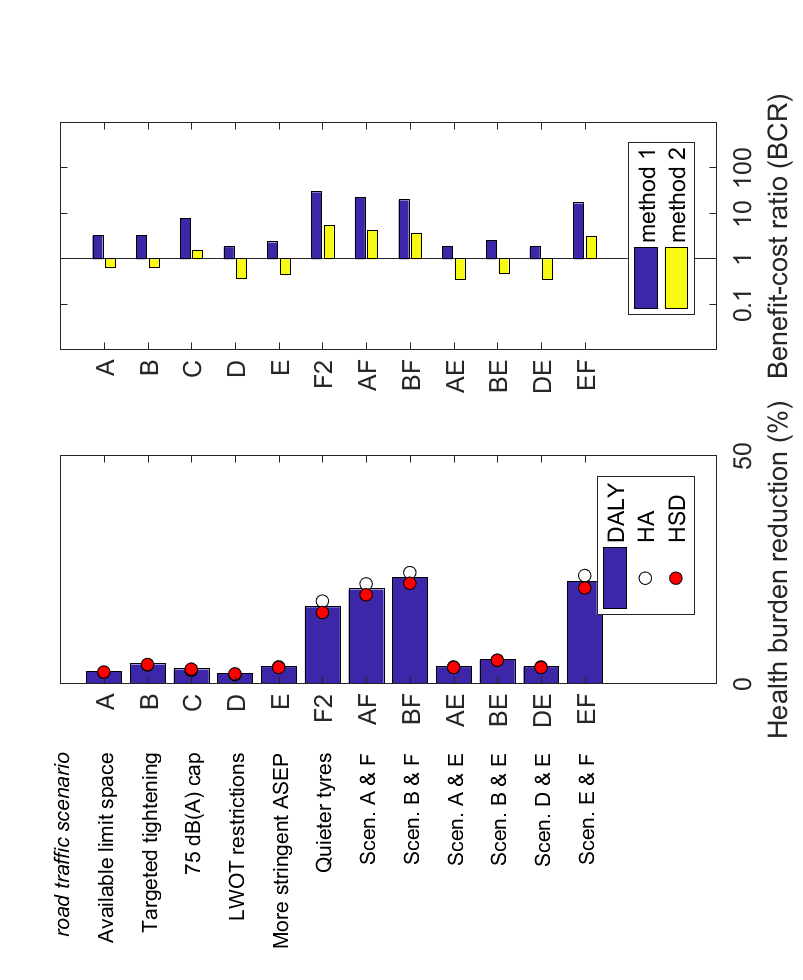 road traffic scenario
Available limit space
Targeted tightening
75 dB(A) cap
LWOT restrictions
More stringent ASEP
Quieter tyres
Scen. A & F
Scen. B & F
Scen. A & E
Scen. B & E
Scen. D & E
Scen. E & F
A
B
C
D
E
F2
AF
BF
AE
BE
DE
EF
0 50
Health burden reduction (%)
DALY
HA
HSD
A
B
C
D
E
F2
AF
BF
AE
BE
DE
EF
0.1 1 10 100
Benefit-cost ratio (BCR)
method 1
method 2